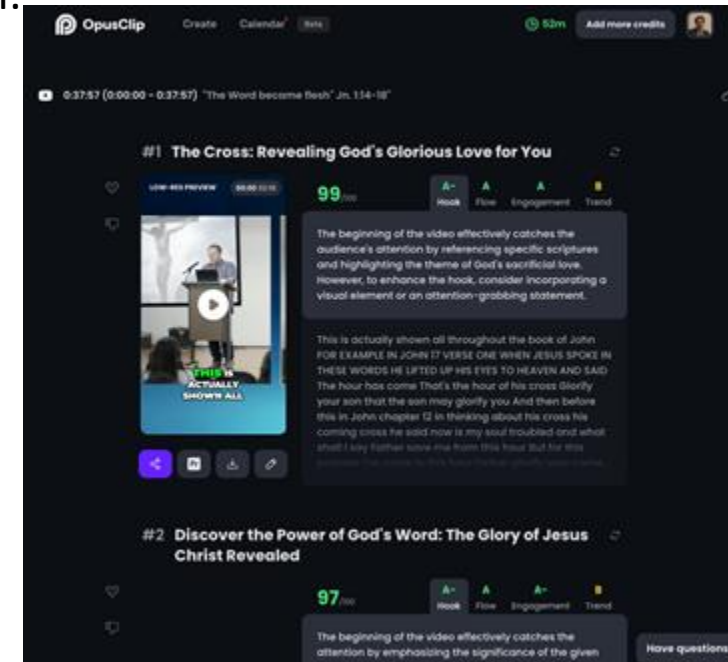 1.
OpusClip Create Calendar Beta 52m Add more credits
0:37:57 (0:00:00 - 0:37:57) "The Word became flesh" Jn. 1:14-18"
#1 The Cross: Revealing God's Glorious Love for You
LOW-RES PREVIEW 00:00
99/100
A- A A B
Hook Flow Engagement Trend
The beginning of the video effectively catches the
audience's attention by referencing specific scriptures
and highlighting the theme of God's sacrificial love.
However, to enhance the hook, consider incorporating a
visual element or an attention-grabbing statement.
THIS IS
ACTUALLY
SHOWN ALL
This is actually shown all throughout the book of John
FOR EXAMPLE IN JOHN 17 VERSE ONE WHEN JESUS SPOKE IN
THESE WORDS HE LIFTED UP HIS EYES TO HEAVEN AND SAID
The hour has come That's the hour of his cross Glorify
your son that the son may glorify you And then before
this in John chapter 12 in thinking about his cross his
coming cross he said now is my soul troubled and what
shall I say Father save me from this hour But for this
Pr
#2 Discover the Power of God's Word: The Glory of Jesus
Christ Revealed
97/100
A- A A- B
Hook Flow Engagement Trend
The beginning of the video effectively catches the
attention by emphasizing the significance of the given
Have questions